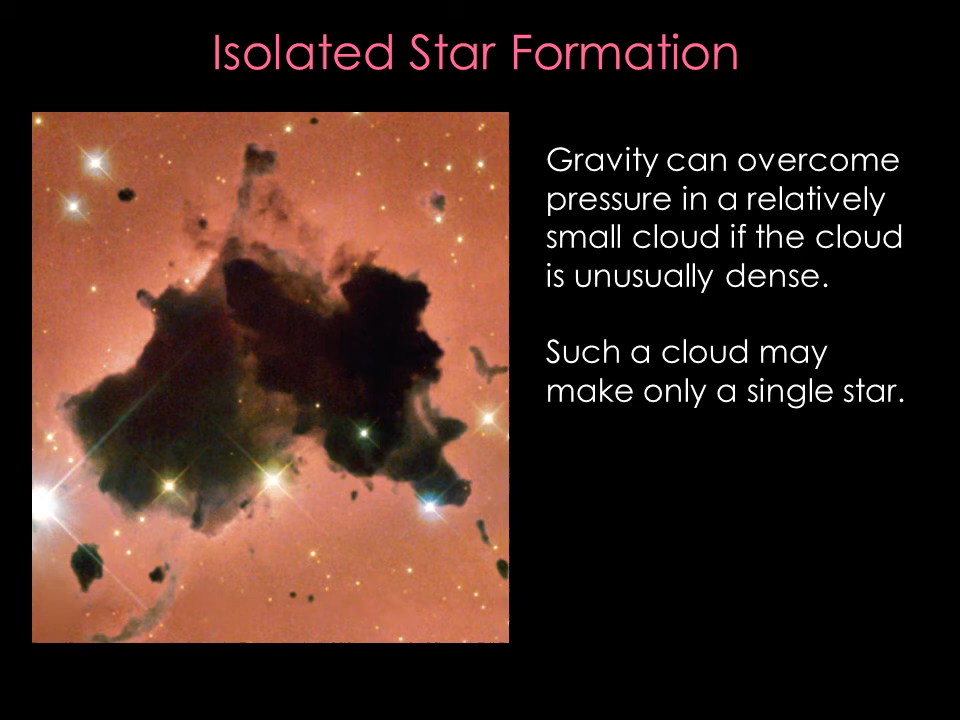 Isolated Star Formation
Gravity can overcome
pressure in a relatively
small cloud if the cloud
is unusually dense.
Such a cloud may
make only a single star.